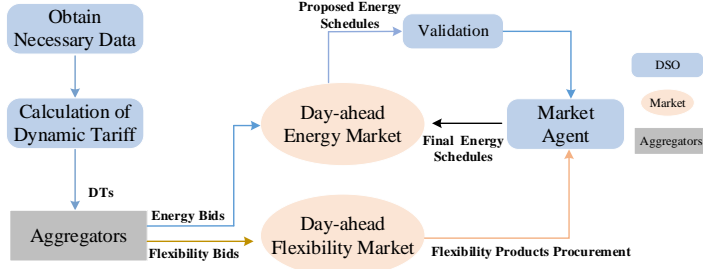 Obtain
Necessary Data
Proposed Energy
Schedules
Validation
DSO
Calculation of
Dynamic Tariff
Day-ahead
Energy Market
Market
Agent
Market
Final Energy
Schedules
Aggregators
DTs
Energy Bids
Aggregators
Flexibility Bids
Day-ahead
Flexibility Market
Flexibility Products Procurement